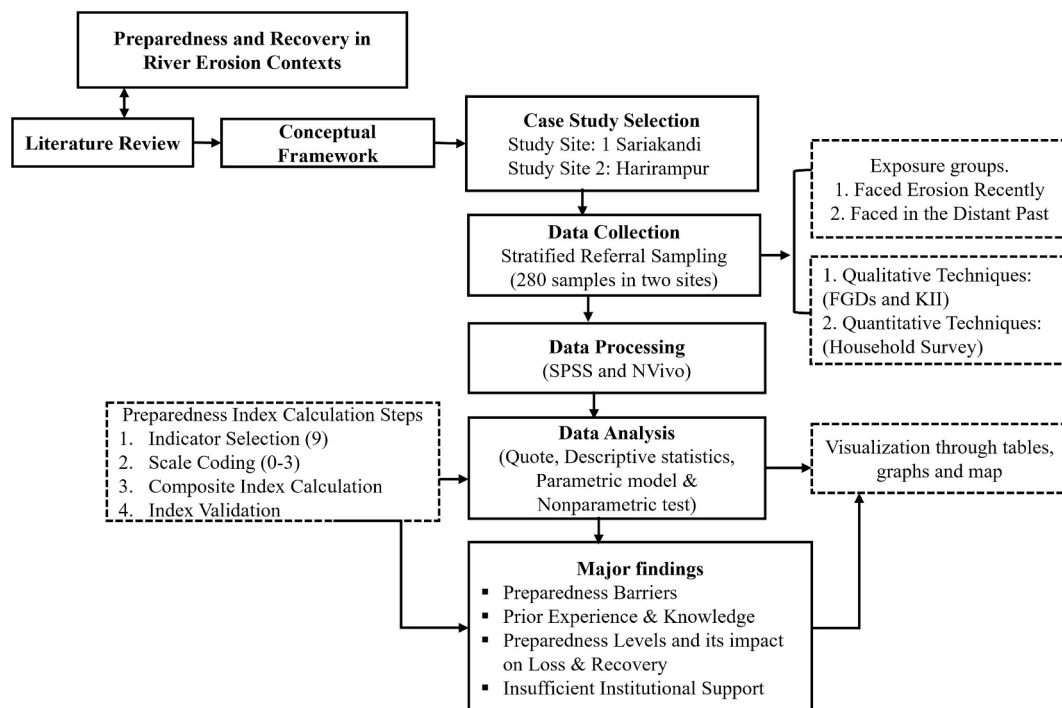 Preparedness and Recovery in
River Erosion Contexts
Literature Review
Conceptual
Framework
Case Study Selection
Study Site: 1 Sariakandi
Study Site 2: Harirampur
Exposure groups.
1. Faced Erosion Recently
2. Faced in the Distant Past
Data Collection
Stratified Referral Sampling
(280 samples in two sites)
1. Qualitative Techniques:
(FGDs and KII)
2. Quantitative Techniques:
(Household Survey)
Data Processing
(SPSS and NVivo)
Preparedness Index Calculation Steps
1. Indicator Selection (9)
2. Scale Coding (0-3)
3. Composite Index Calculation
4. Index Validation
Data Analysis
(Quote, Descriptive statistics,
Parametric model &
Nonparametric test)
Visualization through tables,
graphs and map
Major findings
▪ Preparedness Barriers
▪ Prior Experience & Knowledge
▪ Preparedness Levels and its impact
on Loss & Recovery
▪ Insufficient Institutional Support